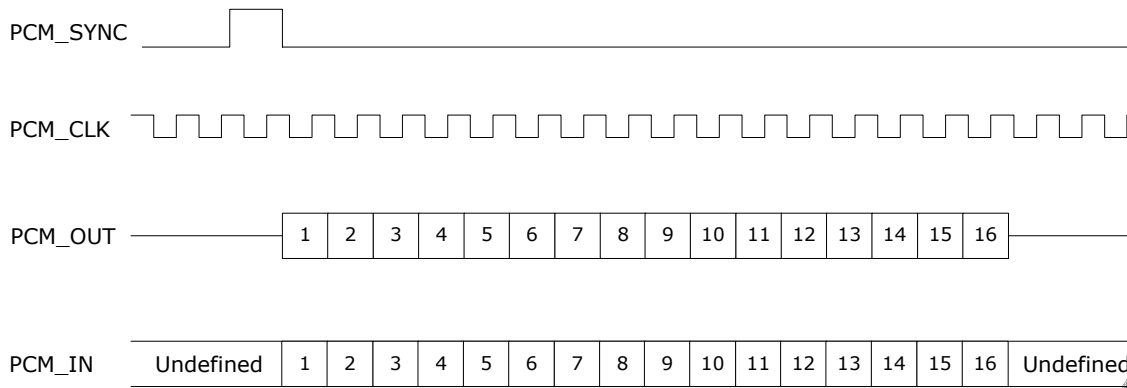 PCM_SYNC
PCM_CLK
PCM_OUT 1 2 3 4 5 6 7 8 9 10 11 12 13 14 15 16
PCM_IN Undefined 1 2 3 4 5 6 7 8 9 10 11 12 13 14 15 16 Undefined